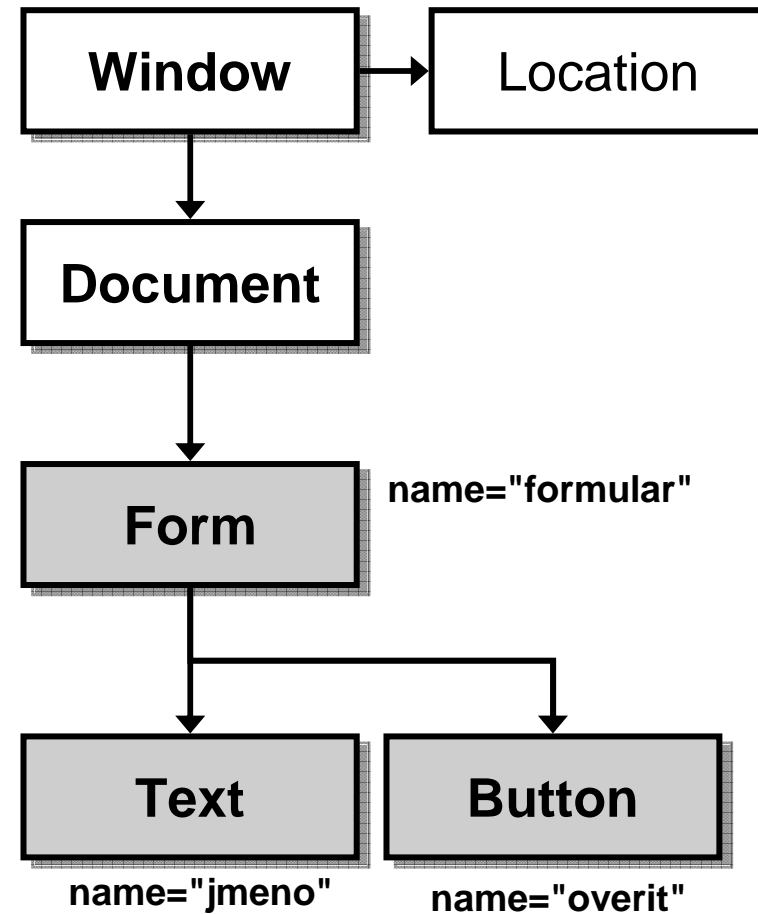 Window
Location
Document
name="formular"
Form
Text
Button
name="jmeno"
name="overit"